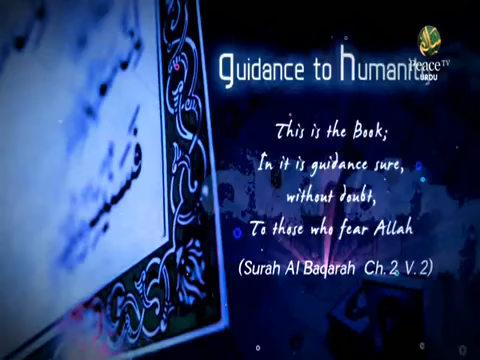 guidance to humanity
Peace TV
URDU
This is the Book;
In it is guidance sure,
without doubt,
To those who fear Allah
(Surah Al Baqarah Ch. 2 V. 2)